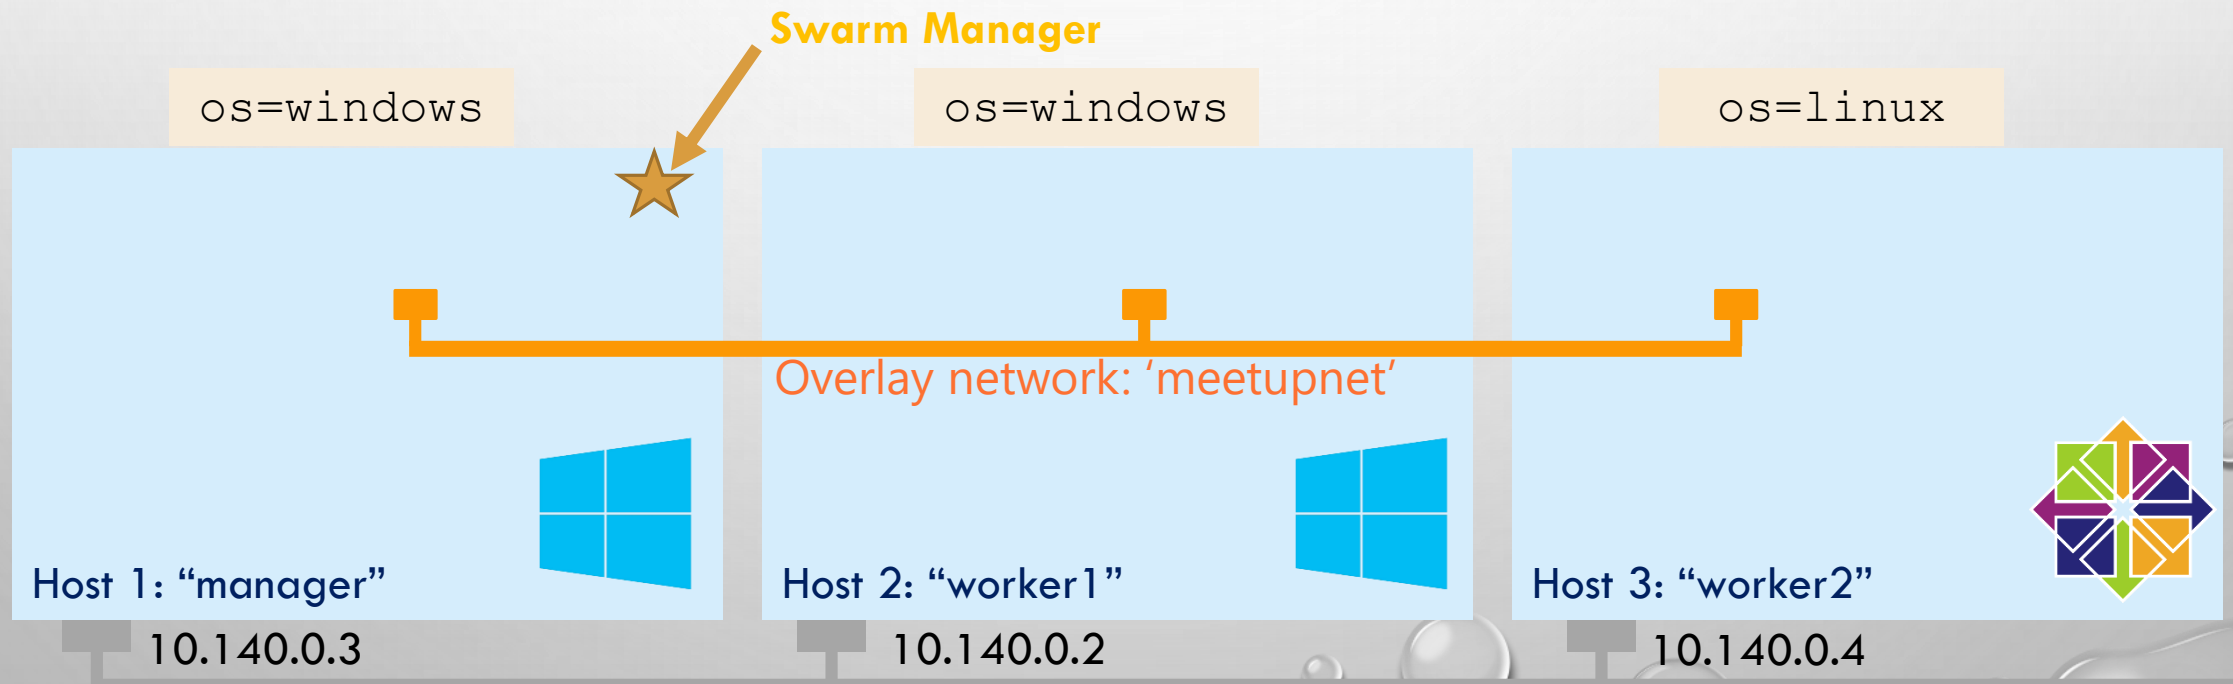 Swarm Manager
os=windows
os=windows
os=linux
Overlay network: ‘meetupnet’
Host 1: “manager”
Host 2: “worker1”
Host 3: “worker2”
10.140.0.3
10.140.0.2
10.140.0.4